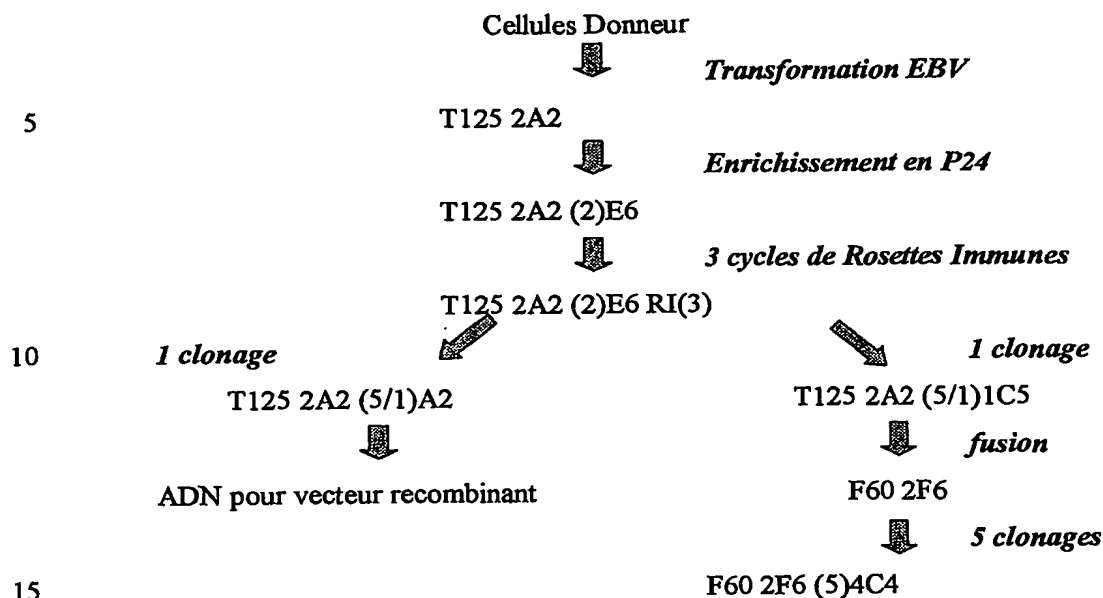 Cellules Donneur
Transformation EBV
5 T125 2A2
Enrichissement en P24
T125 2A2 (2)E6
3 cycles de Rosettes Immunes
T125 2A2 (2)E6 RI(3)
10 1 clonage 1 clonage
T125 2A2 (5/1)A2 T125 2A2 (5/1)1C5
fusion
ADN pour vecteur recombinant F60 2F6
5 clonages
15 F60 2F6 (5)4C4